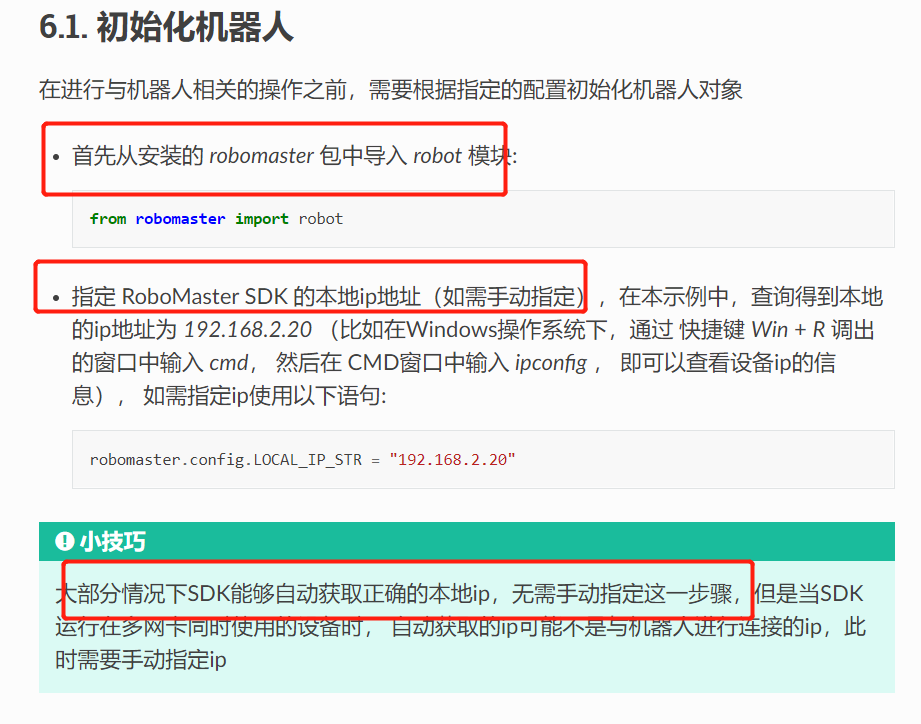 6.1. 初始化机器人
在进行与机器人相关的操作之前，需要根据指定的配置初始化机器人对象
• 首先从安装的 robomaster 包中导入 robot 模块:
from robomaster import robot
• 指定 RoboMaster SDK 的本地ip地址（如需手动指定），在本示例中，查询得到本地
的ip地址为 192.168.2.20 （比如在Windows操作系统下，通过 快捷键 Win + R 调出
的窗口中输入 cmd， 然后在 CMD窗口中输入 ipconfig ， 即可以查看设备ip的信
息）， 如需指定ip使用以下语句:
robomaster.config.LOCAL_IP_STR = "192.168.2.20"
小技巧
大部分情况下SDK能够自动获取正确的本地ip，无需手动指定这一步骤，但是当SDK
运行在多网卡同时使用的设备时， 自动获取的ip可能不是与机器人进行连接的ip，此
时需要手动指定ip